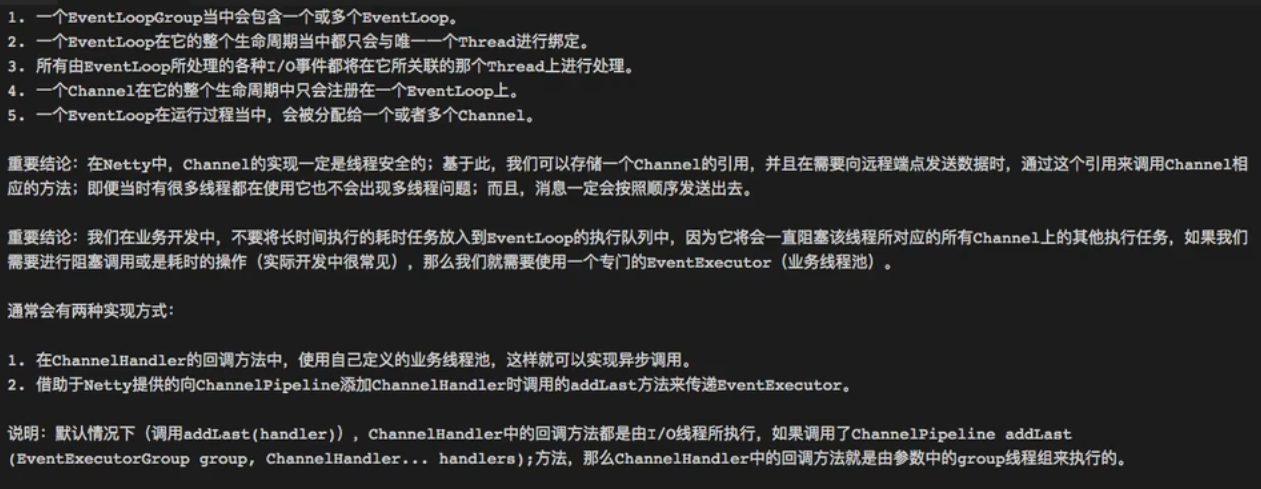 1. 一个EventLoopGroup当中会包含一个或多个EventLoop。
2. 一个EventLoop在它的整个生命周期当中都只会与唯一一个Thread进行绑定。
3. 所有由EventLoop所处理的各种I/O事件都将在它所关联的那个Thread上进行处理。
4. 一个Channel在它的整个生命周期中只会注册在一个EventLoop上。
5. 一个EventLoop在运行过程当中，会被分配给一个或者多个Channel。
重要结论：在Netty中，Channel的实现一定是线程安全的；基于此，我们可以存储一个Channel的引用，并且在需要向远程端点发送数据时，通过这个引用来调用Channel相
应的方法；即便当时有很多线程都在使用它也不会出现多线程问题；而且，消息一定会按照顺序发送出去。
重要结论：我们在业务开发中，不要将长时间执行的耗时任务放入到EventLoop的执行队列中，因为它将会一直阻塞该线程所对应的所有Channel上的其他执行任务，如果我们
需要进行阻塞调用或是耗时的操作（实际开发中很常见），那么我们就需要使用一个专门的EventExecutor（业务线程池）。
通常会有两种实现方式：
1. 在ChannelHandler的回调方法中，使用自己定义的业务线程池，这样就可以实现异步调用。
2. 借助于Netty提供的向ChannelPipeline添加ChannelHandler时调用的addLast方法来传递EventExecutor。
说明：默认情况下（调用addLast(handler)），ChannelHandler中的回调方法都是由I/O线程所执行，如果调用了ChannelPipeline addLast
(EventExecutorGroup group, ChannelHandler... handlers);方法，那么ChannelHandler中的回调方法就是由参数中的group线程组来执行的。